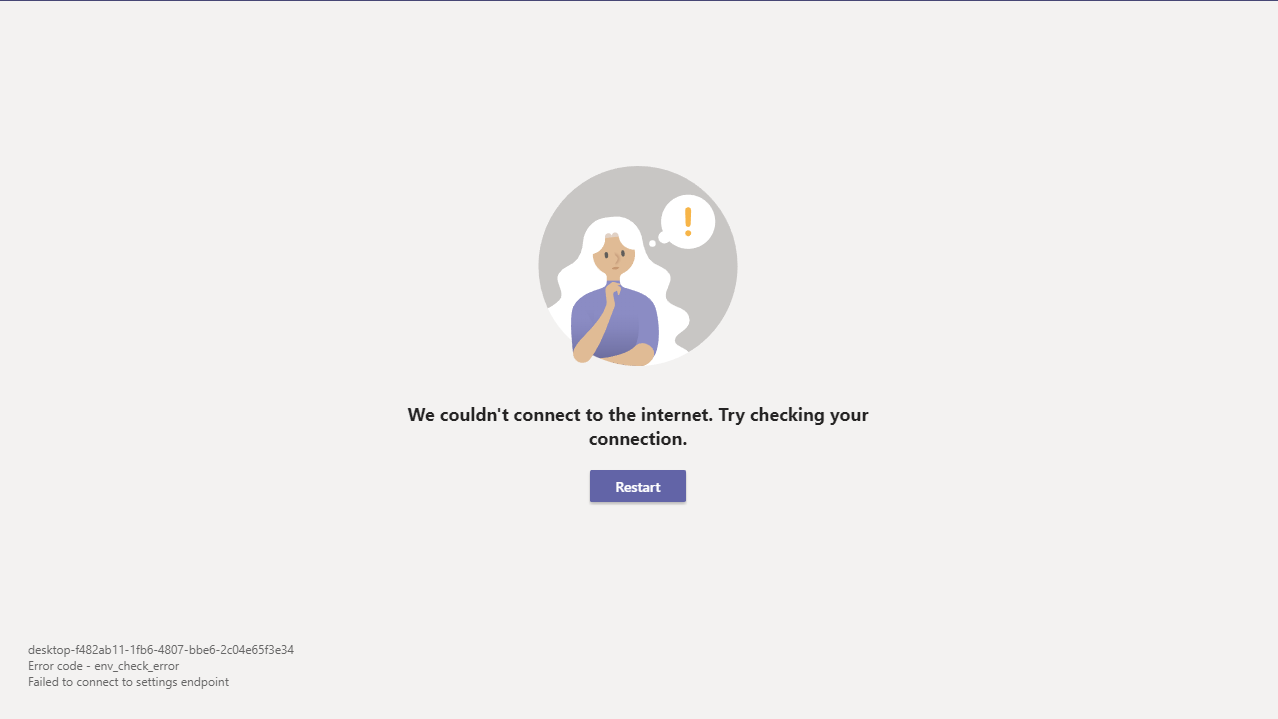 We couldn't connect to the internet. Try checking your
connection.
Restart
desktop-f482ab11-1fb6-4807-bbe6-2c04e65f3e34
Error code - env_check_error
Failed to connect to settings endpoint